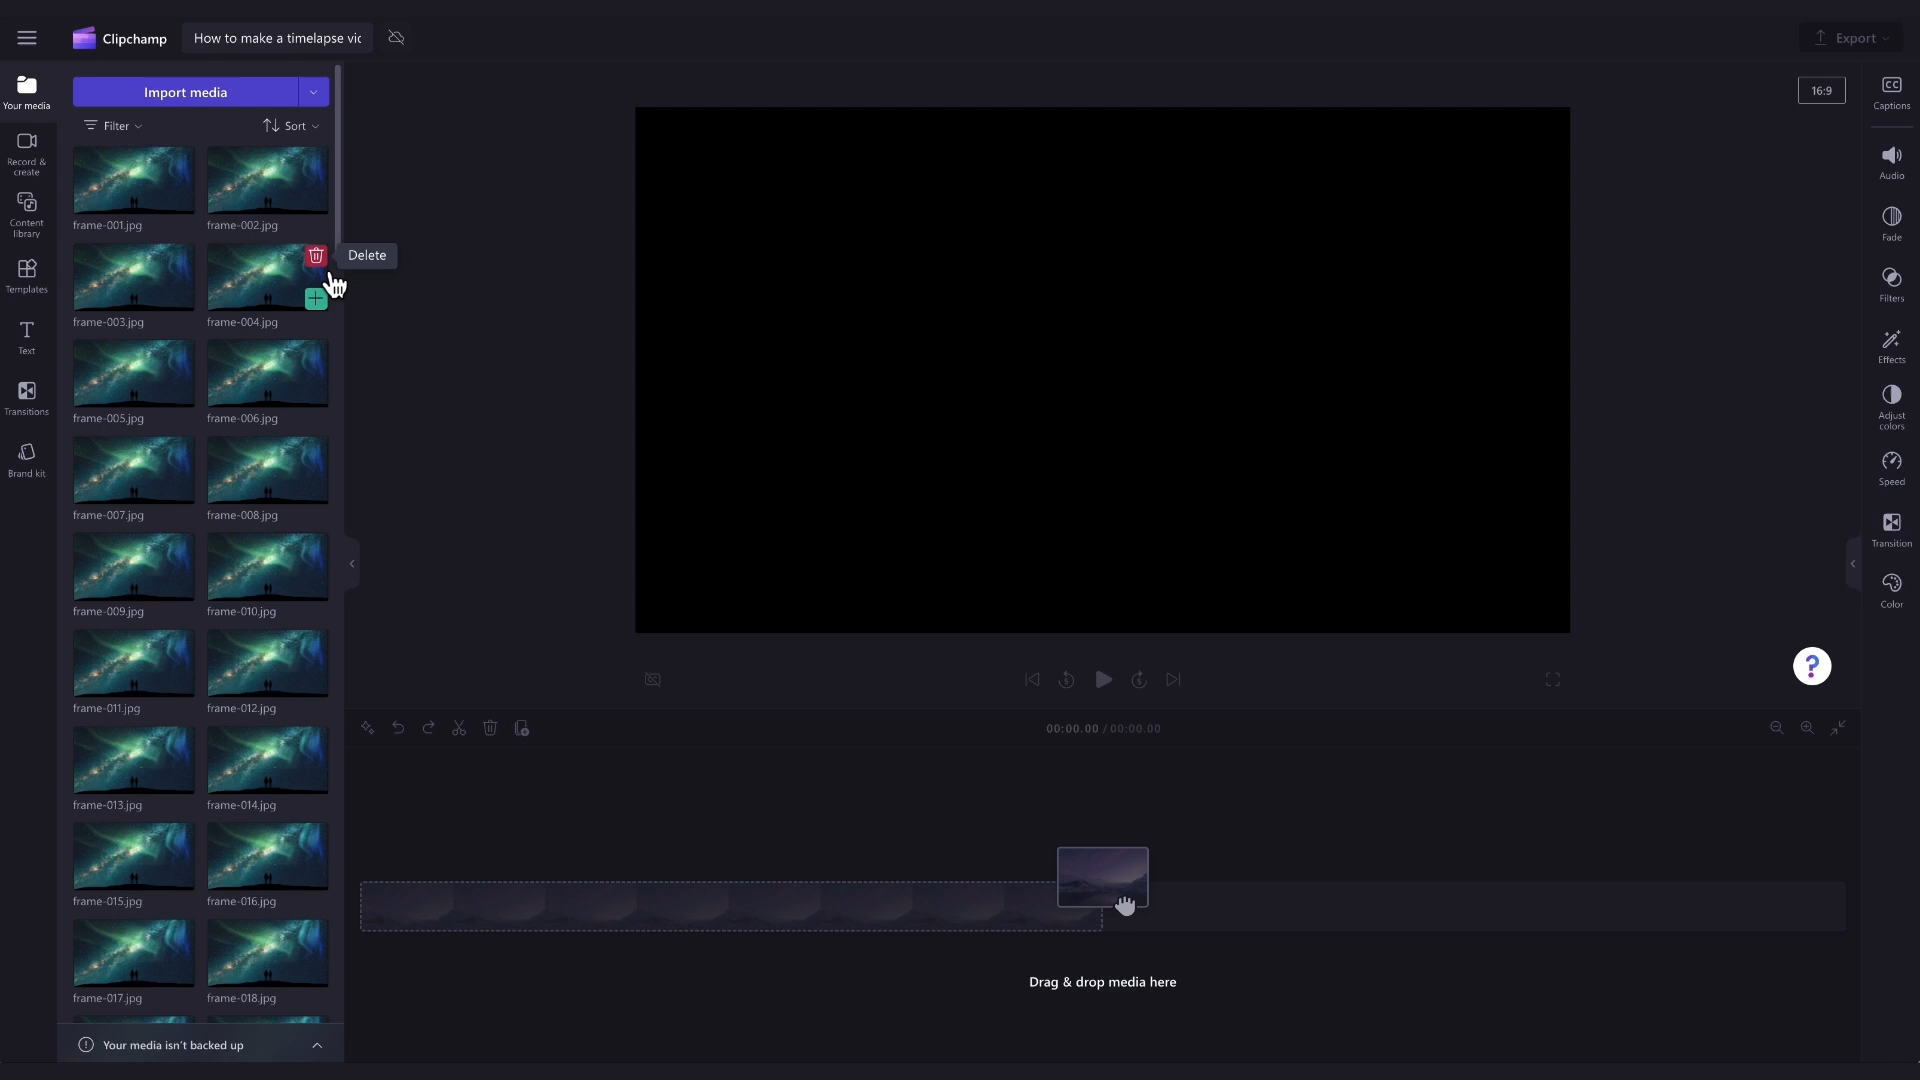 Clipchamp
How to make a timelapse vic
Export
Your media
Record &
create
Content
library
Templates
Text
Transitions
Brand kit
Import media
Filter
Sort
frame-001.jpg
frame-002.jpg
Delete
frame-003.jpg
frame-004.jpg
frame-005.jpg
frame-006.jpg
frame-007.jpg
frame-008.jpg
frame-009.jpg
frame-010.jpg
frame-011.jpg
frame-012.jpg
frame-013.jpg
frame-014.jpg
frame-015.jpg
frame-016.jpg
frame-017.jpg
frame-018.jpg
Your media isn't backed up
16:9
00:00.00 / 00:00.00
Drag & drop media here
CC
Captions
Audio
Fade
Filters
Effects
Adjust
colors
Speed
Transition
Color
?